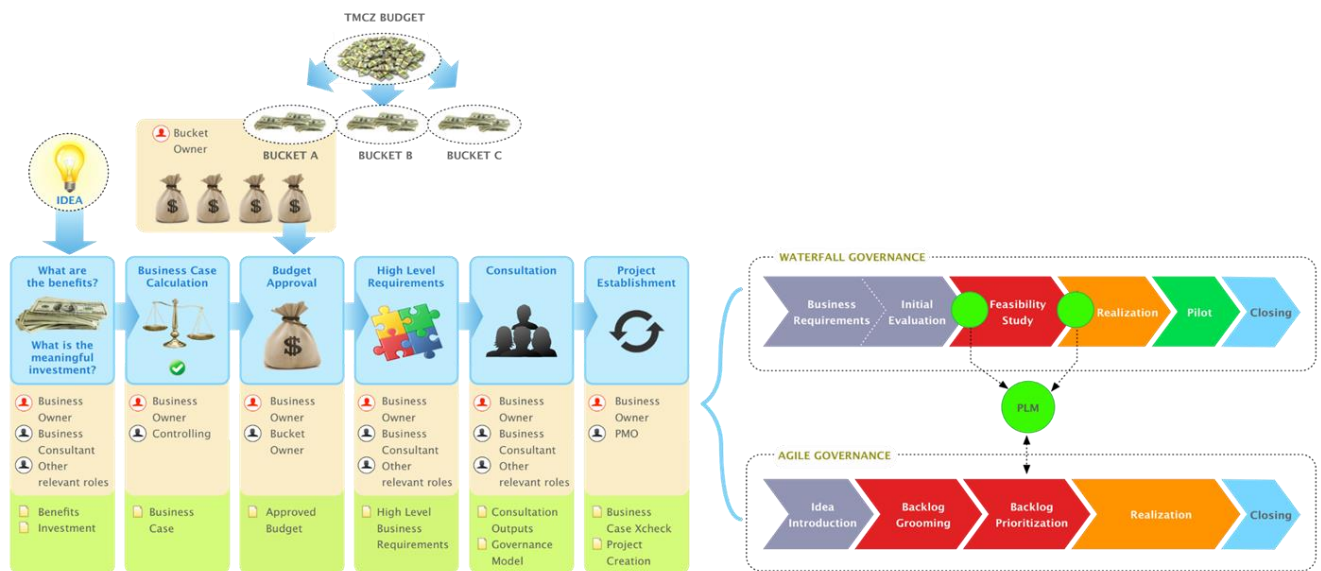 TMCZ BUDGET
BUCKET A
BUCKET B
BUCKET C
Bucket
Owner
$ $ $ $
IDEA
What are
the benefits?
What is the
meaningful
investment?
Business
Owner
Business
Consultant
Other
relevant roles
Benefits
Investment
Business Case
Calculation
Business
Owner
Controlling
Business
Case
Budget
Approval
$
Business
Owner
Bucket
Owner
Approved
Budget
High Level
Requirements
Business
Owner
Business
Consultant
Other
relevant roles
High Level
Business
Requirements
Consultation
Business
Owner
Business
Consultant
Other
relevant roles
Consultation
Outputs
Governance
Model
Project
Establishment
Business
Owner
PMO
Business
Case Xcheck
Project
Creation
WATERFALL GOVERNANCE
Business
Requirements
Initial
Evaluation
Feasibility
Study
Realization
Pilot
Closing
PLM
AGILE GOVERNANCE
Idea
Introduction
Backlog
Grooming
Backlog
Prioritization
Realization
Closing